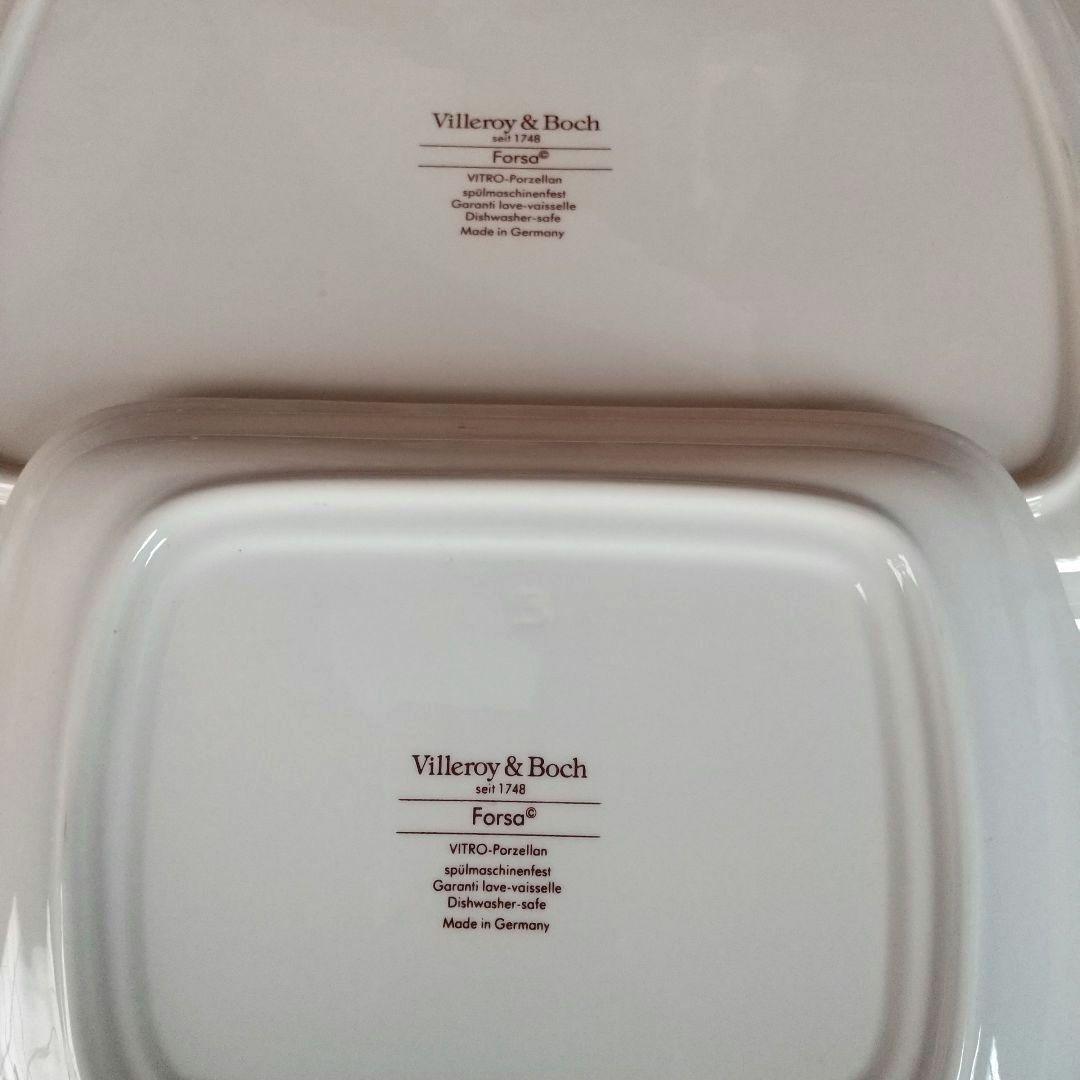 Villeroy & Boch
seit 1748
Forsa©
VITRO-Porzellan
spülmaschinenfest
Garanti lave-vaisselle
Dishwasher-safe
Made in Germany
3
Villeroy & Boch
seit 1748
Forsa©
VITRO-Porzellan
spülmaschinenfest
Garanti lave-vaisselle
Dishwasher-safe
Made in Germany